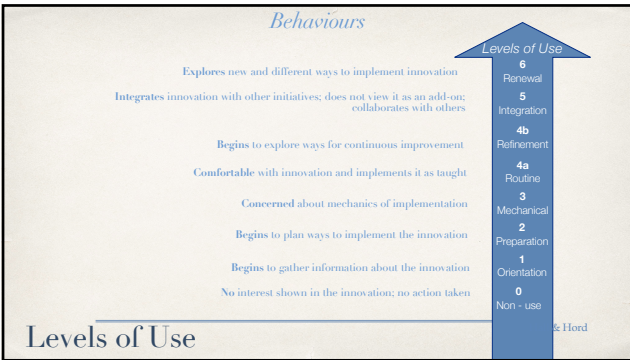 Behaviours
Levels of Use
6
Renewal
Explores new and different ways to implement innovation
5
Integration
Integrates innovation with other initiatives; does not view it as an add-on;
collaborates with others
4b
Refinement
Begins to explore ways for continuous improvement
4a
Routine
Comfortable with innovation and implements it as taught
3
Mechanical
Concerned about mechanics of implementation
2
Preparation
Begins to plan ways to implement the innovation
1
Orientation
Begins to gather information about the innovation
0
Non - use
No interest shown in the innovation; no action taken
& Hord
Levels of Use